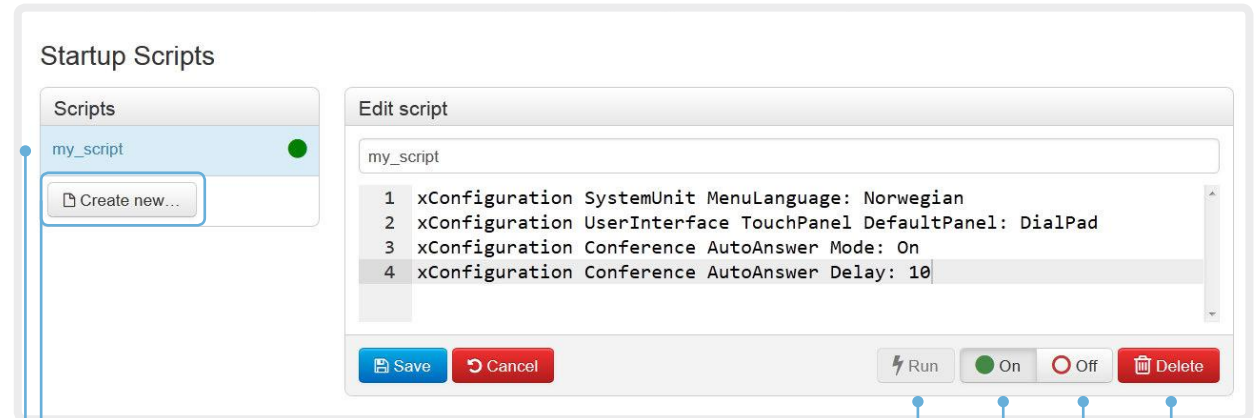 Startup Scripts
Scripts
my_script
Create new...
Edit script
my_script
1 xConfiguration SystemUnit MenuLanguage: Norwegian
2 xConfiguration UserInterface TouchPanel DefaultPanel: DialPad
3 xConfiguration Conference AutoAnswer Mode: On
4 xConfiguration Conference AutoAnswer Delay: 10
Save Cancel Run On Off Delete